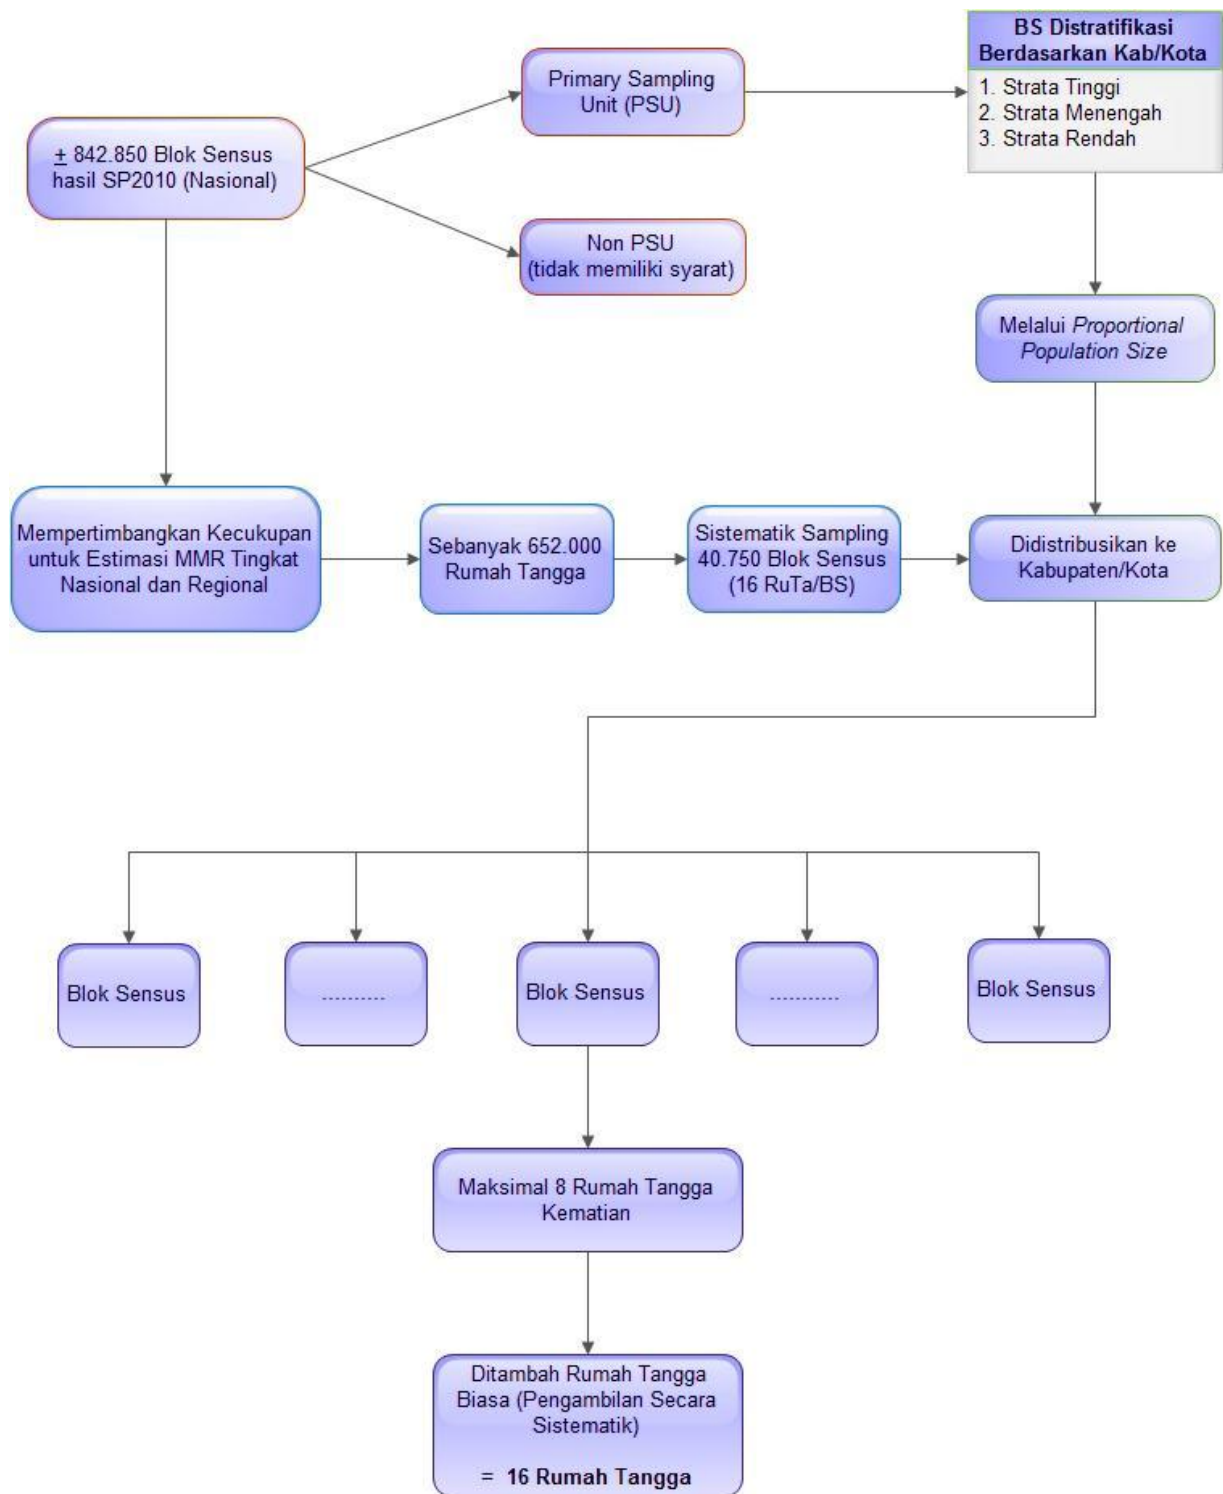 BS Distratifikasi
Berdasarkan Kab/Kota
1. Strata Tinggi
2. Strata Menengah
3. Strata Rendah
Primary Sampling
Unit (PSU)
± 842.850 Blok Sensus
hasil SP2010 (Nasional)
Non PSU
(tidak memiliki syarat)
Melalui Proportional
Population Size
Mempertimbangkan Kecukupan
untuk Estimasi MMR Tingkat
Nasional dan Regional
Sebanyak 652.000
Rumah Tangga
Sistematik Sampling
40.750 Blok Sensus
(16 RuTa/BS)
Didistribusikan ke
Kabupaten/Kota
Blok Sensus
..........
Blok Sensus
...........
Blok Sensus
Maksimal 8 Rumah Tangga
Kematian
Ditambah Rumah Tangga
Biasa (Pengambilan Secara
Sistematik)
= 16 Rumah Tangga